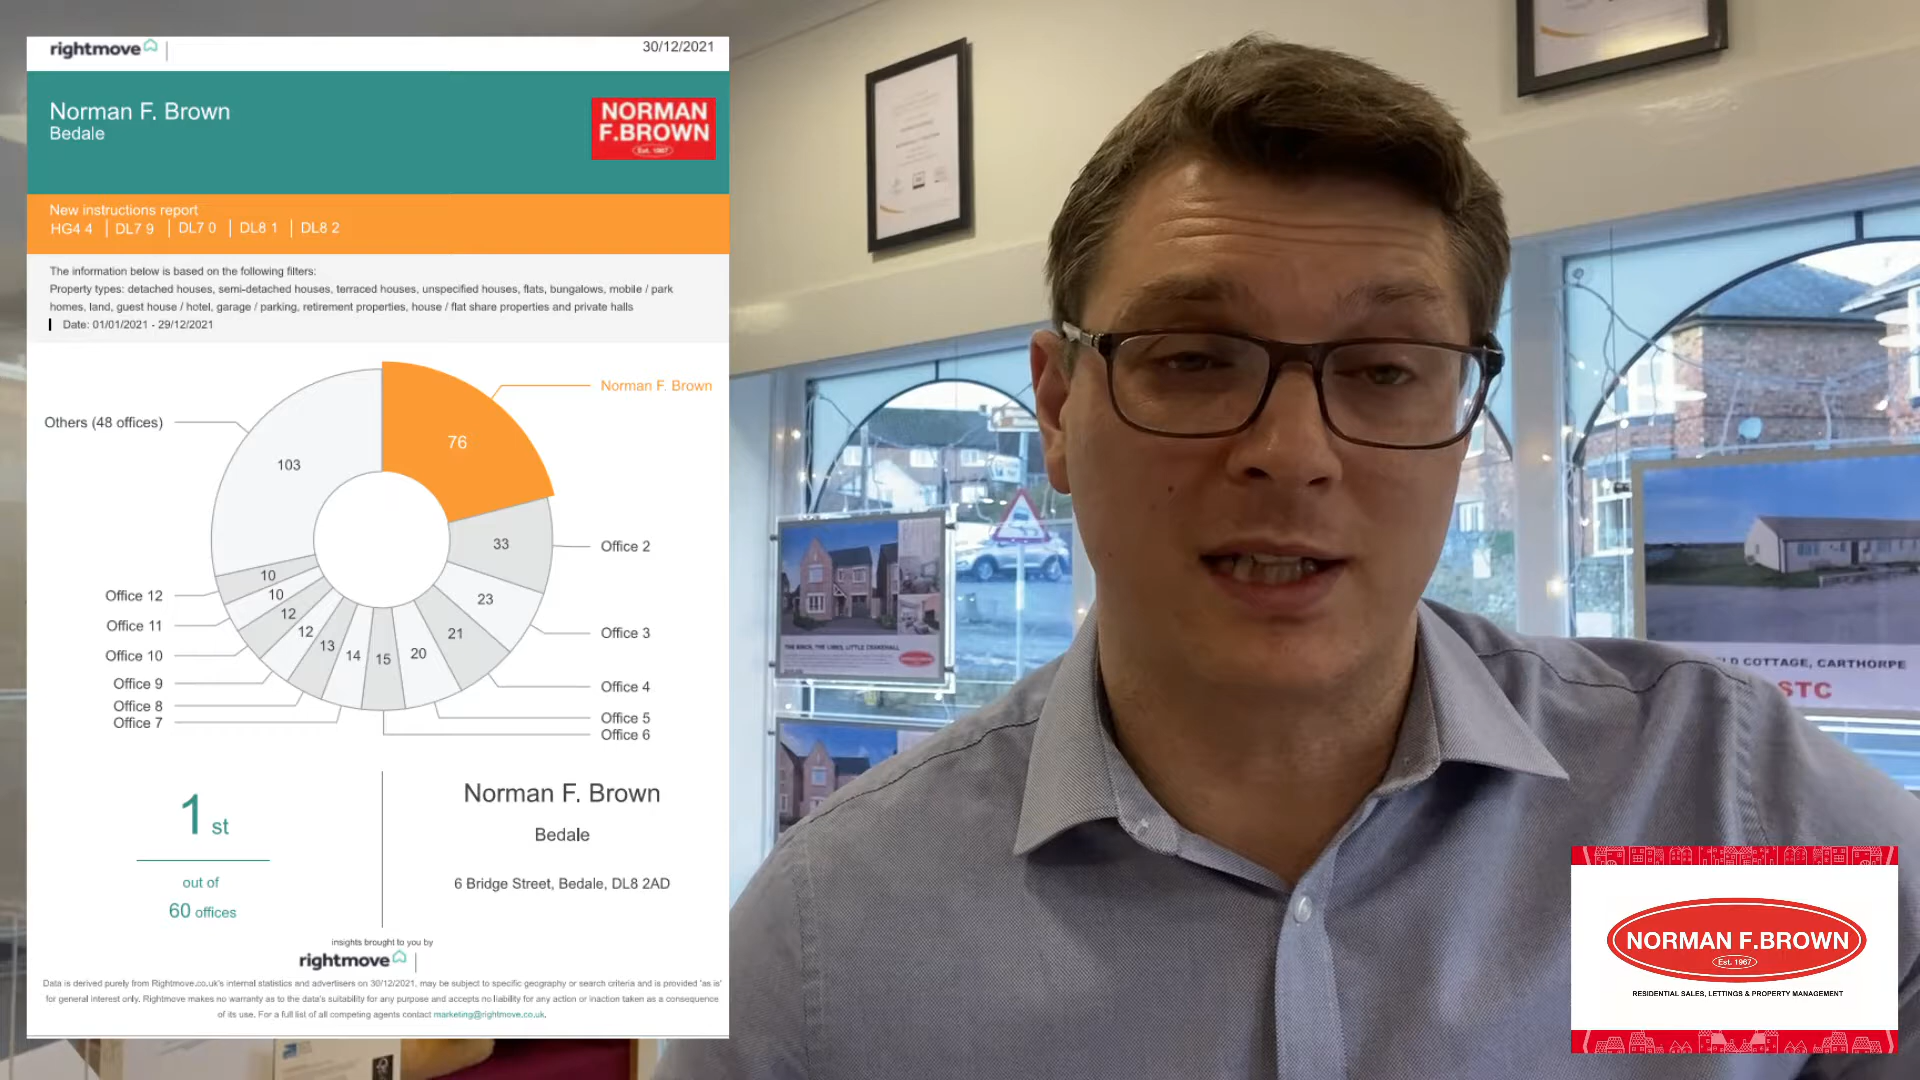 rightmove
30/12/2021
Norman F. Brown
Bedale
NORMAN
F.BROWN
Est. 1967
New instructions report
HG4 4 | DL7 9 | DL7 0 | DL8 1 | DL8 2
The information below is based on the following filters:
Property types: detached houses, semi-detached houses, terraced houses, unspecified houses, flats, bungalows, mobile / park
homes, land, guest house / hotel, garage / parking, retirement properties, house / flat share properties and private halls
Date: 01/01/2021 - 29/12/2021
Norman F. Brown
76
Others (48 offices)
103
33
Office 2
10
Office 12
10
23
12
Office 11
12
21
Office 3
13
14
15
20
Office 10
Office 9
Office 4
Office 8
Office 7
Office 5
Office 6
1 st
out of
60 offices
Norman F. Brown
Bedale
6 Bridge Street, Bedale, DL8 2AD
insights brought to you by
rightmove
Data is derived purely from Rightmove.co.uk's internal statistics and advertisers on 30/12/2021, may be subject to specific geography or search criteria and is provided 'as is'
for general interest only. Rightmove makes no warranty as to the data's suitability for any purpose and accepts no liability for any action or inaction taken as a consequence
of its use. For a full list of all competing agents contact marketing@rightmove.co.uk.
THE BIRCH, THE LIMES, LITTLE CRAKEHALL
D COTTAGE, CARTHORPE
STC
NORMAN F.BROWN
Est. 1967
RESIDENTIAL SALES, LETTINGS & PROPERTY MANAGEMENT